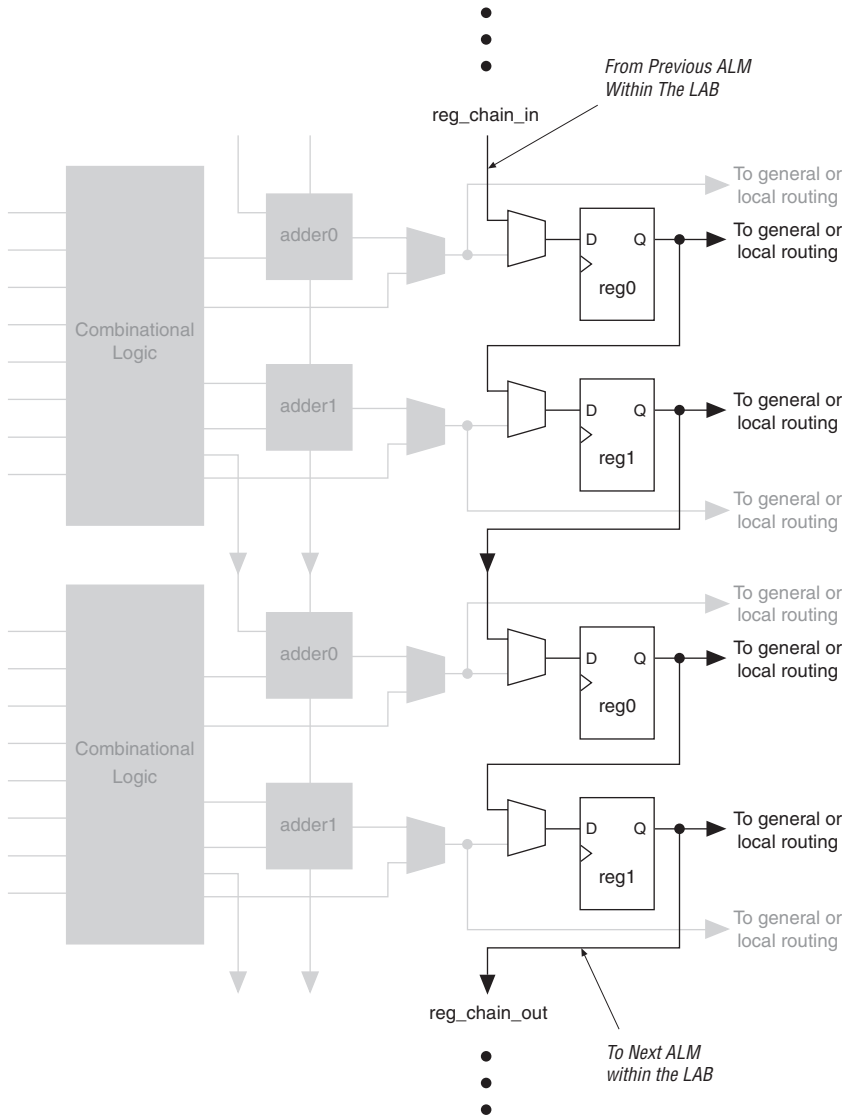 From Previous ALM
Within The LAB
reg_chain_in
To general or
local routing
adder0
D Q
To general or
local routing
reg0
Combinational
Logic
adder1
D Q
To general or
local routing
reg1
To general or
local routing
To general or
local routing
adder0
D Q
To general or
local routing
reg0
Combinational
Logic
adder1
D Q
To general or
local routing
reg1
To general or
local routing
reg_chain_out
To Next ALM
within the LAB